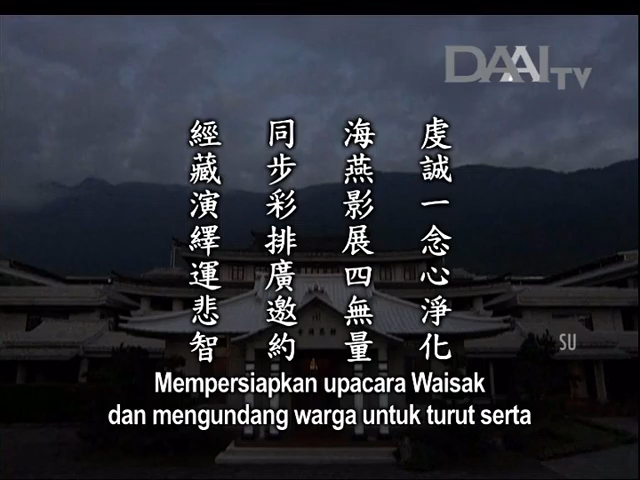 DAAI TV
虔誠一念心淨化
海燕影展四無量
同步彩排廣邀約
經藏演繹運悲智
SU
Mempersiapkan upacara Waisak
dan mengundang warga untuk turut serta